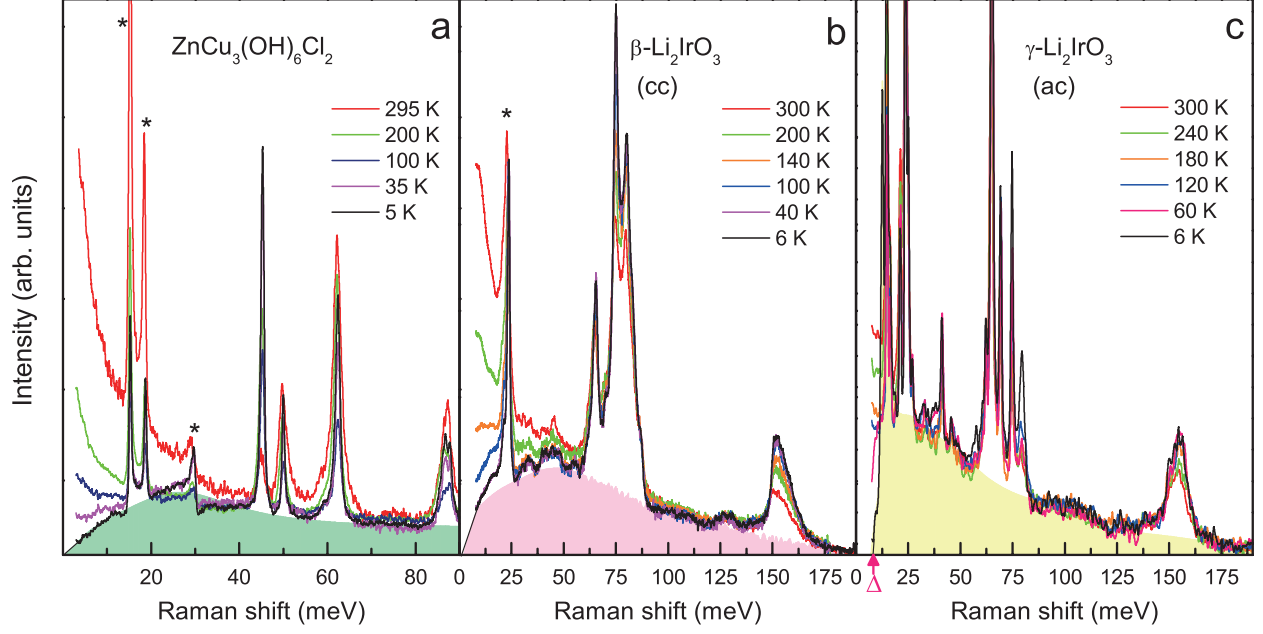 a
ZnCu3(OH)6Cl2
*
*
*
295 K
200 K
100 K
35 K
5 K
b
β-Li2IrO3
(cc)
*
300 K
200 K
140 K
100 K
40 K
6 K
c
γ-Li2IrO3
(ac)
300 K
240 K
180 K
120 K
60 K
6 K
Intensity (arb. units)
20 40 60 80
0 25 50 75 100 125 150 175
0 25 50 75 100 125 150 175
Δ
Raman shift (meV)
Raman shift (meV)
Raman shift (meV)